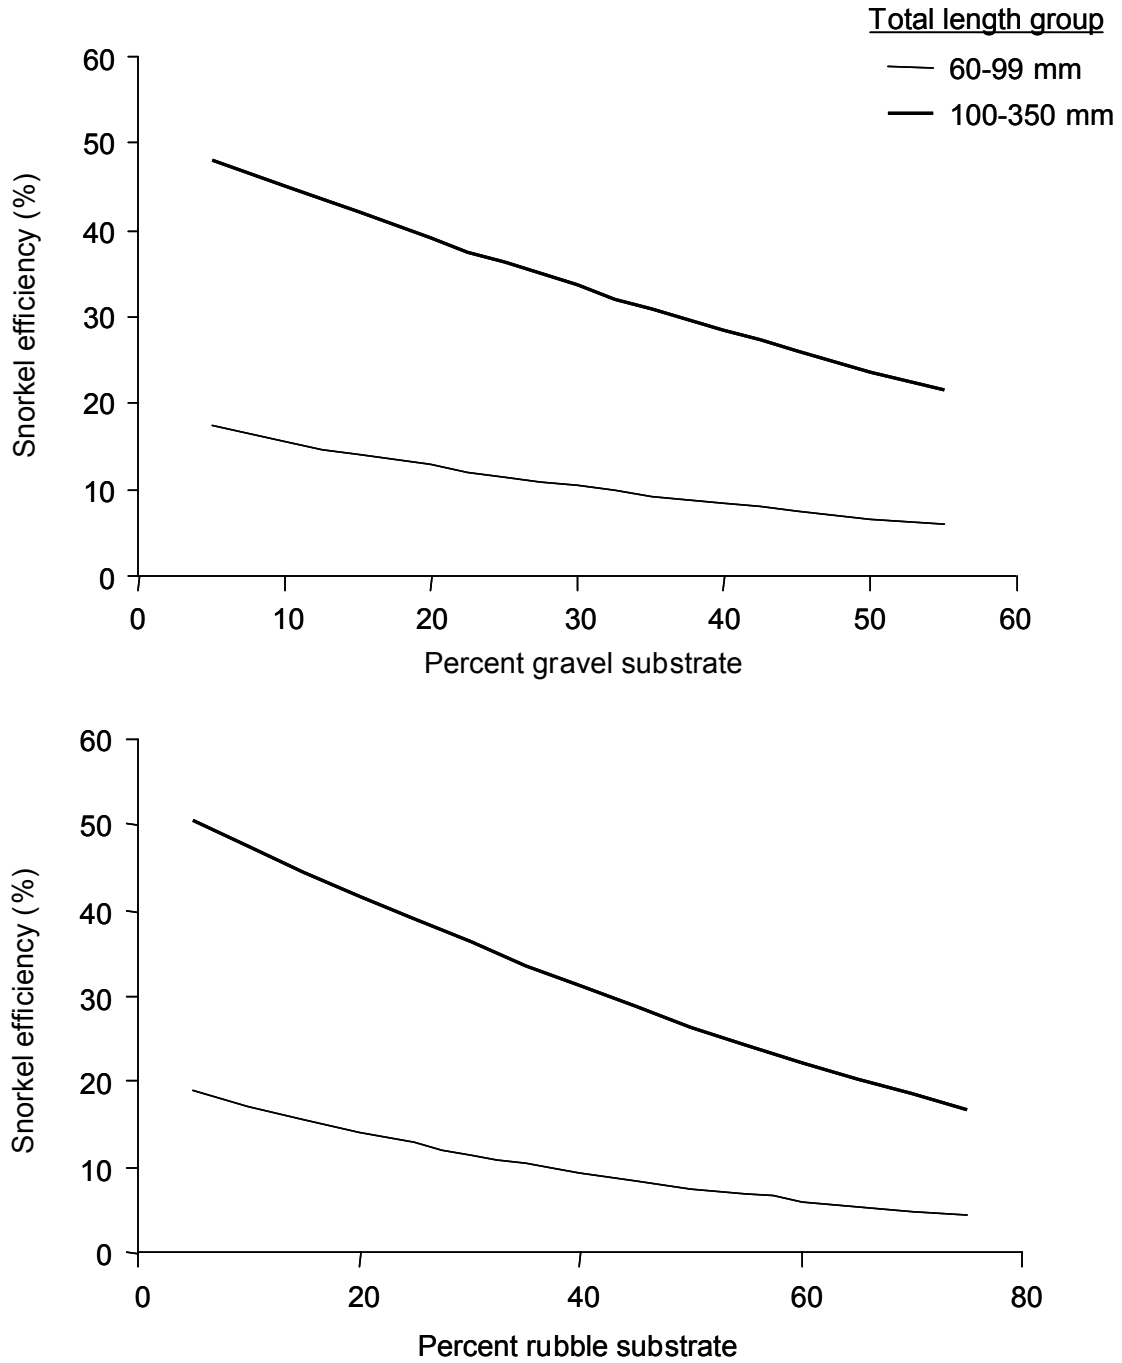 Total length group
60-99 mm
100-350 mm
60
50
40
30
20
10
0
Snorkel efficiency (%)
0 10 20 30 40 50 60
Percent gravel substrate
60
50
40
30
20
10
0
Snorkel efficiency (%)
0 20 40 60 80
Percent rubble substrate